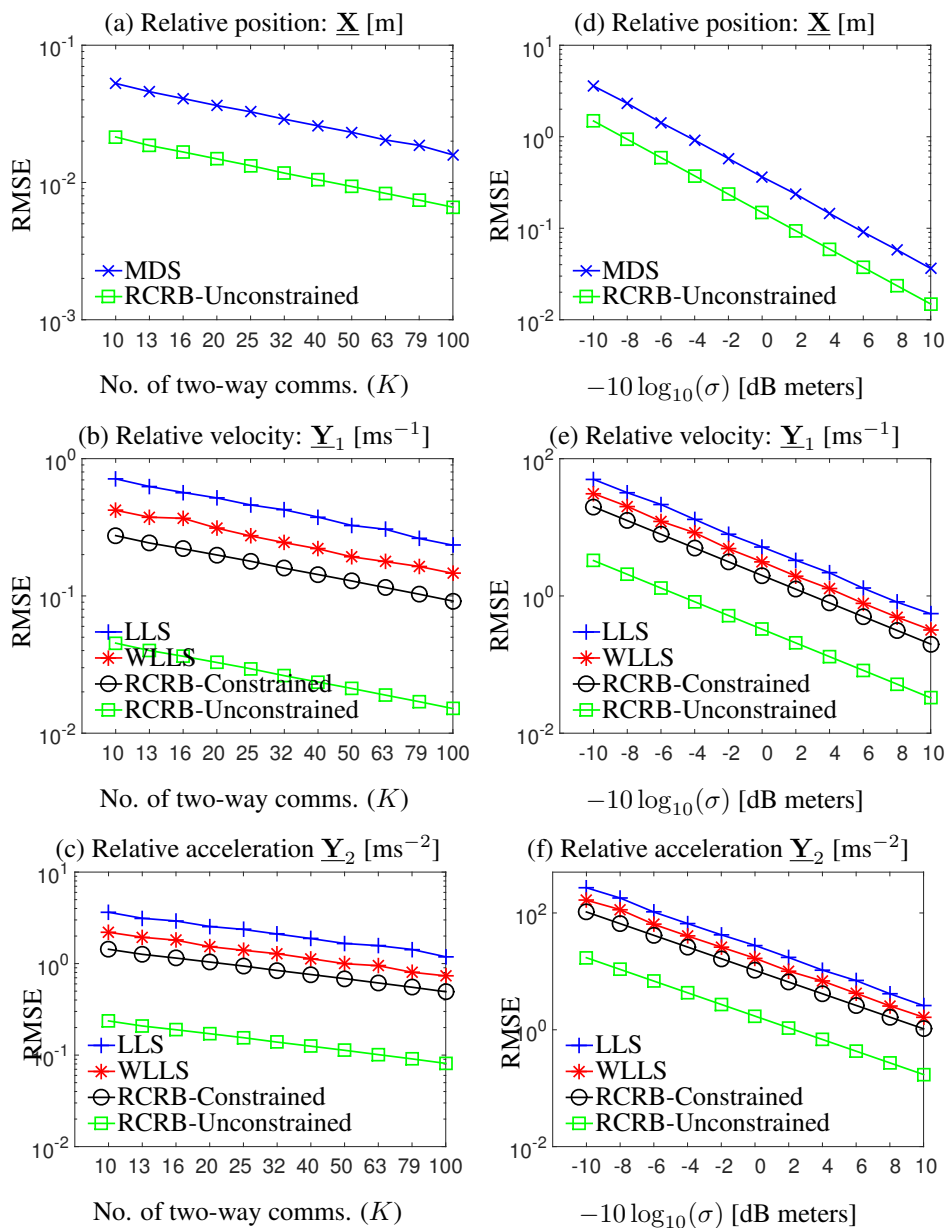 (a) Relative position: X [m]
10^-1
10^-2
10^-3
RMSE
MDS
RCRB-Unconstrained
10 13 16 20 25 32 40 50 63 79 100
No. of two-way comms. (K)
(d) Relative position: X [m]
10^1
10^0
10^-1
10^-2
RMSE
MDS
RCRB-Unconstrained
-10 -8 -6 -4 -2 0 2 4 6 8 10
−10 log10(σ) [dB meters]
(b) Relative velocity: Y1 [ms−1]
10^0
10^-1
10^-2
RMSE
LLS
WLLS
RCRB-Constrained
RCRB-Unconstrained
10 13 16 20 25 32 40 50 63 79 100
No. of two-way comms. (K)
(e) Relative velocity: Y1 [ms−1]
10^2
10^0
10^-2
RMSE
LLS
WLLS
RCRB-Constrained
RCRB-Unconstrained
-10 -8 -6 -4 -2 0 2 4 6 8 10
−10 log10(σ) [dB meters]
(c) Relative acceleration Y2 [ms−2]
10^2
10^1
10^0
10^-1
10^-2
RMSE
LLS
WLLS
RCRB-Constrained
RCRB-Unconstrained
10 13 16 20 25 32 40 50 63 79 100
No. of two-way comms. (K)
(f) Relative acceleration Y2 [ms−2]
10^2
10^0
10^-2
RMSE
LLS
WLLS
RCRB-Constrained
RCRB-Unconstrained
-10 -8 -6 -4 -2 0 2 4 6 8 10
−10 log10(σ) [dB meters]